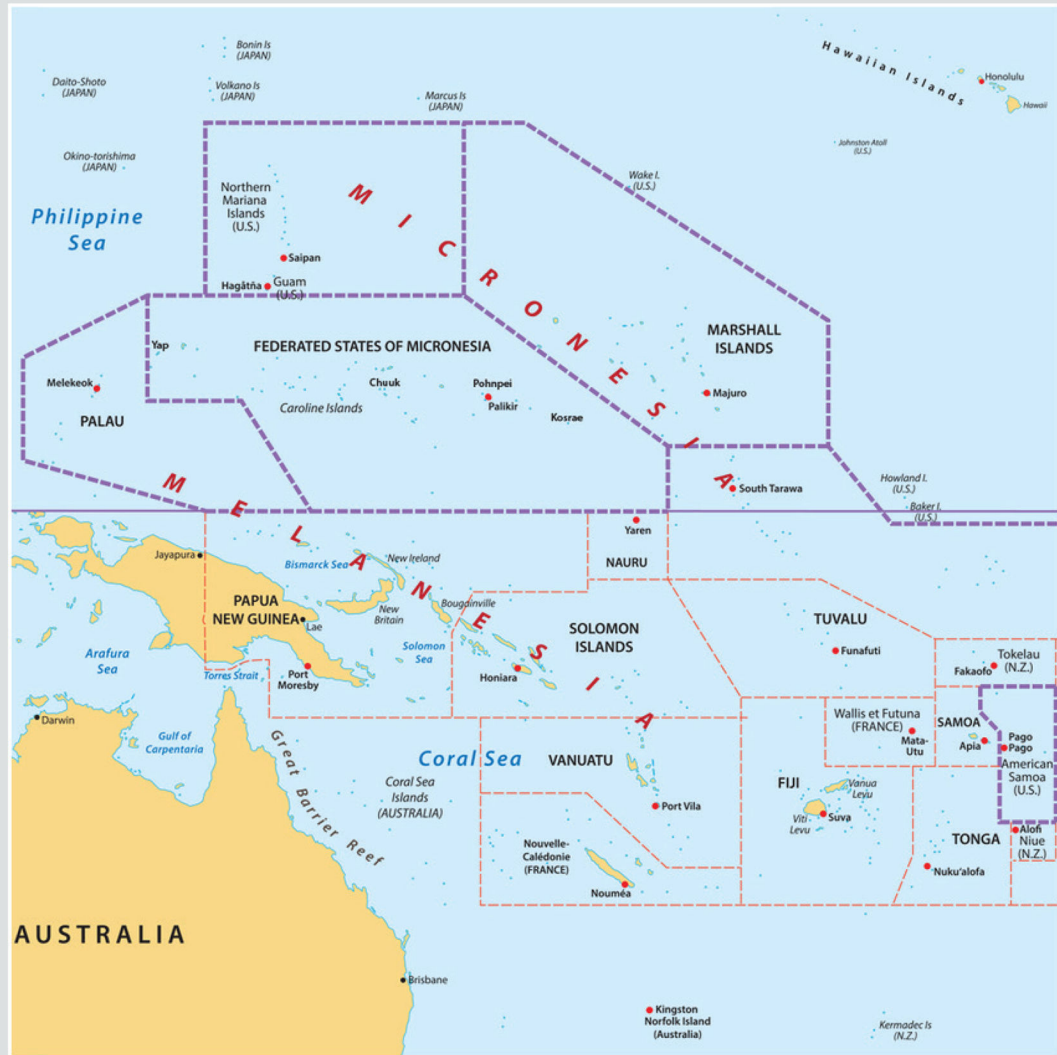 Bonin Is
(JAPAN)
Daito-Shoto
(JAPAN)
Volkano Is
(JAPAN)
Marcus Is
(JAPAN)
Hawaiian Islands
Honolulu
Hawaii
Johnston Atoll
(U.S.)
Okino-torishima
(JAPAN)
Wake I.
(U.S.)
Northern
Mariana
Islands
(U.S.)
MICRONESIA
Philippine
Sea
Saipan
Hagåtña
Guam
(U.S.)
MARSHALL
ISLANDS
Yap
FEDERATED STATES OF MICRONESIA
Melekeok
Chuuk
Pohnpei
Palikir
Majuro
PALAU
Caroline Islands
Kosrae
MELANESIA
South Tarawa
Howland I.
(U.S.)
Baker I.
(U.S.)
Yaren
NAURU
Jayapura
Bismarck Sea
New Ireland
PAPUA
NEW GUINEA
Lae
New
Britain
Bougainville
SOLOMON
ISLANDS
TUVALU
Arafura
Sea
Solomon
Sea
Funafuti
Tokelau
(N.Z.)
Fakaofo
Torres Strait
Port
Moresby
Honiara
Darwin
Gulf of
Carpentaria
Wallis et Futuna
(FRANCE)
Mata-
Utu
SAMOA
Apia
Pago
Pago
American
Samoa
(U.S.)
Great Barrier Reef
Coral Sea
Coral Sea
Islands
(AUSTRALIA)
VANUATU
Port Vila
FIJI
Vanua
Levu
Viti
Levu
Suva
Alofi
Niue
(N.Z.)
TONGA
Nuku'alofa
Nouvelle-
Calédonie
(FRANCE)
Nouméa
AUSTRALIA
Brisbane
Kingston
Norfolk Island
(Australia)
Kermadec Is
(N.Z.)